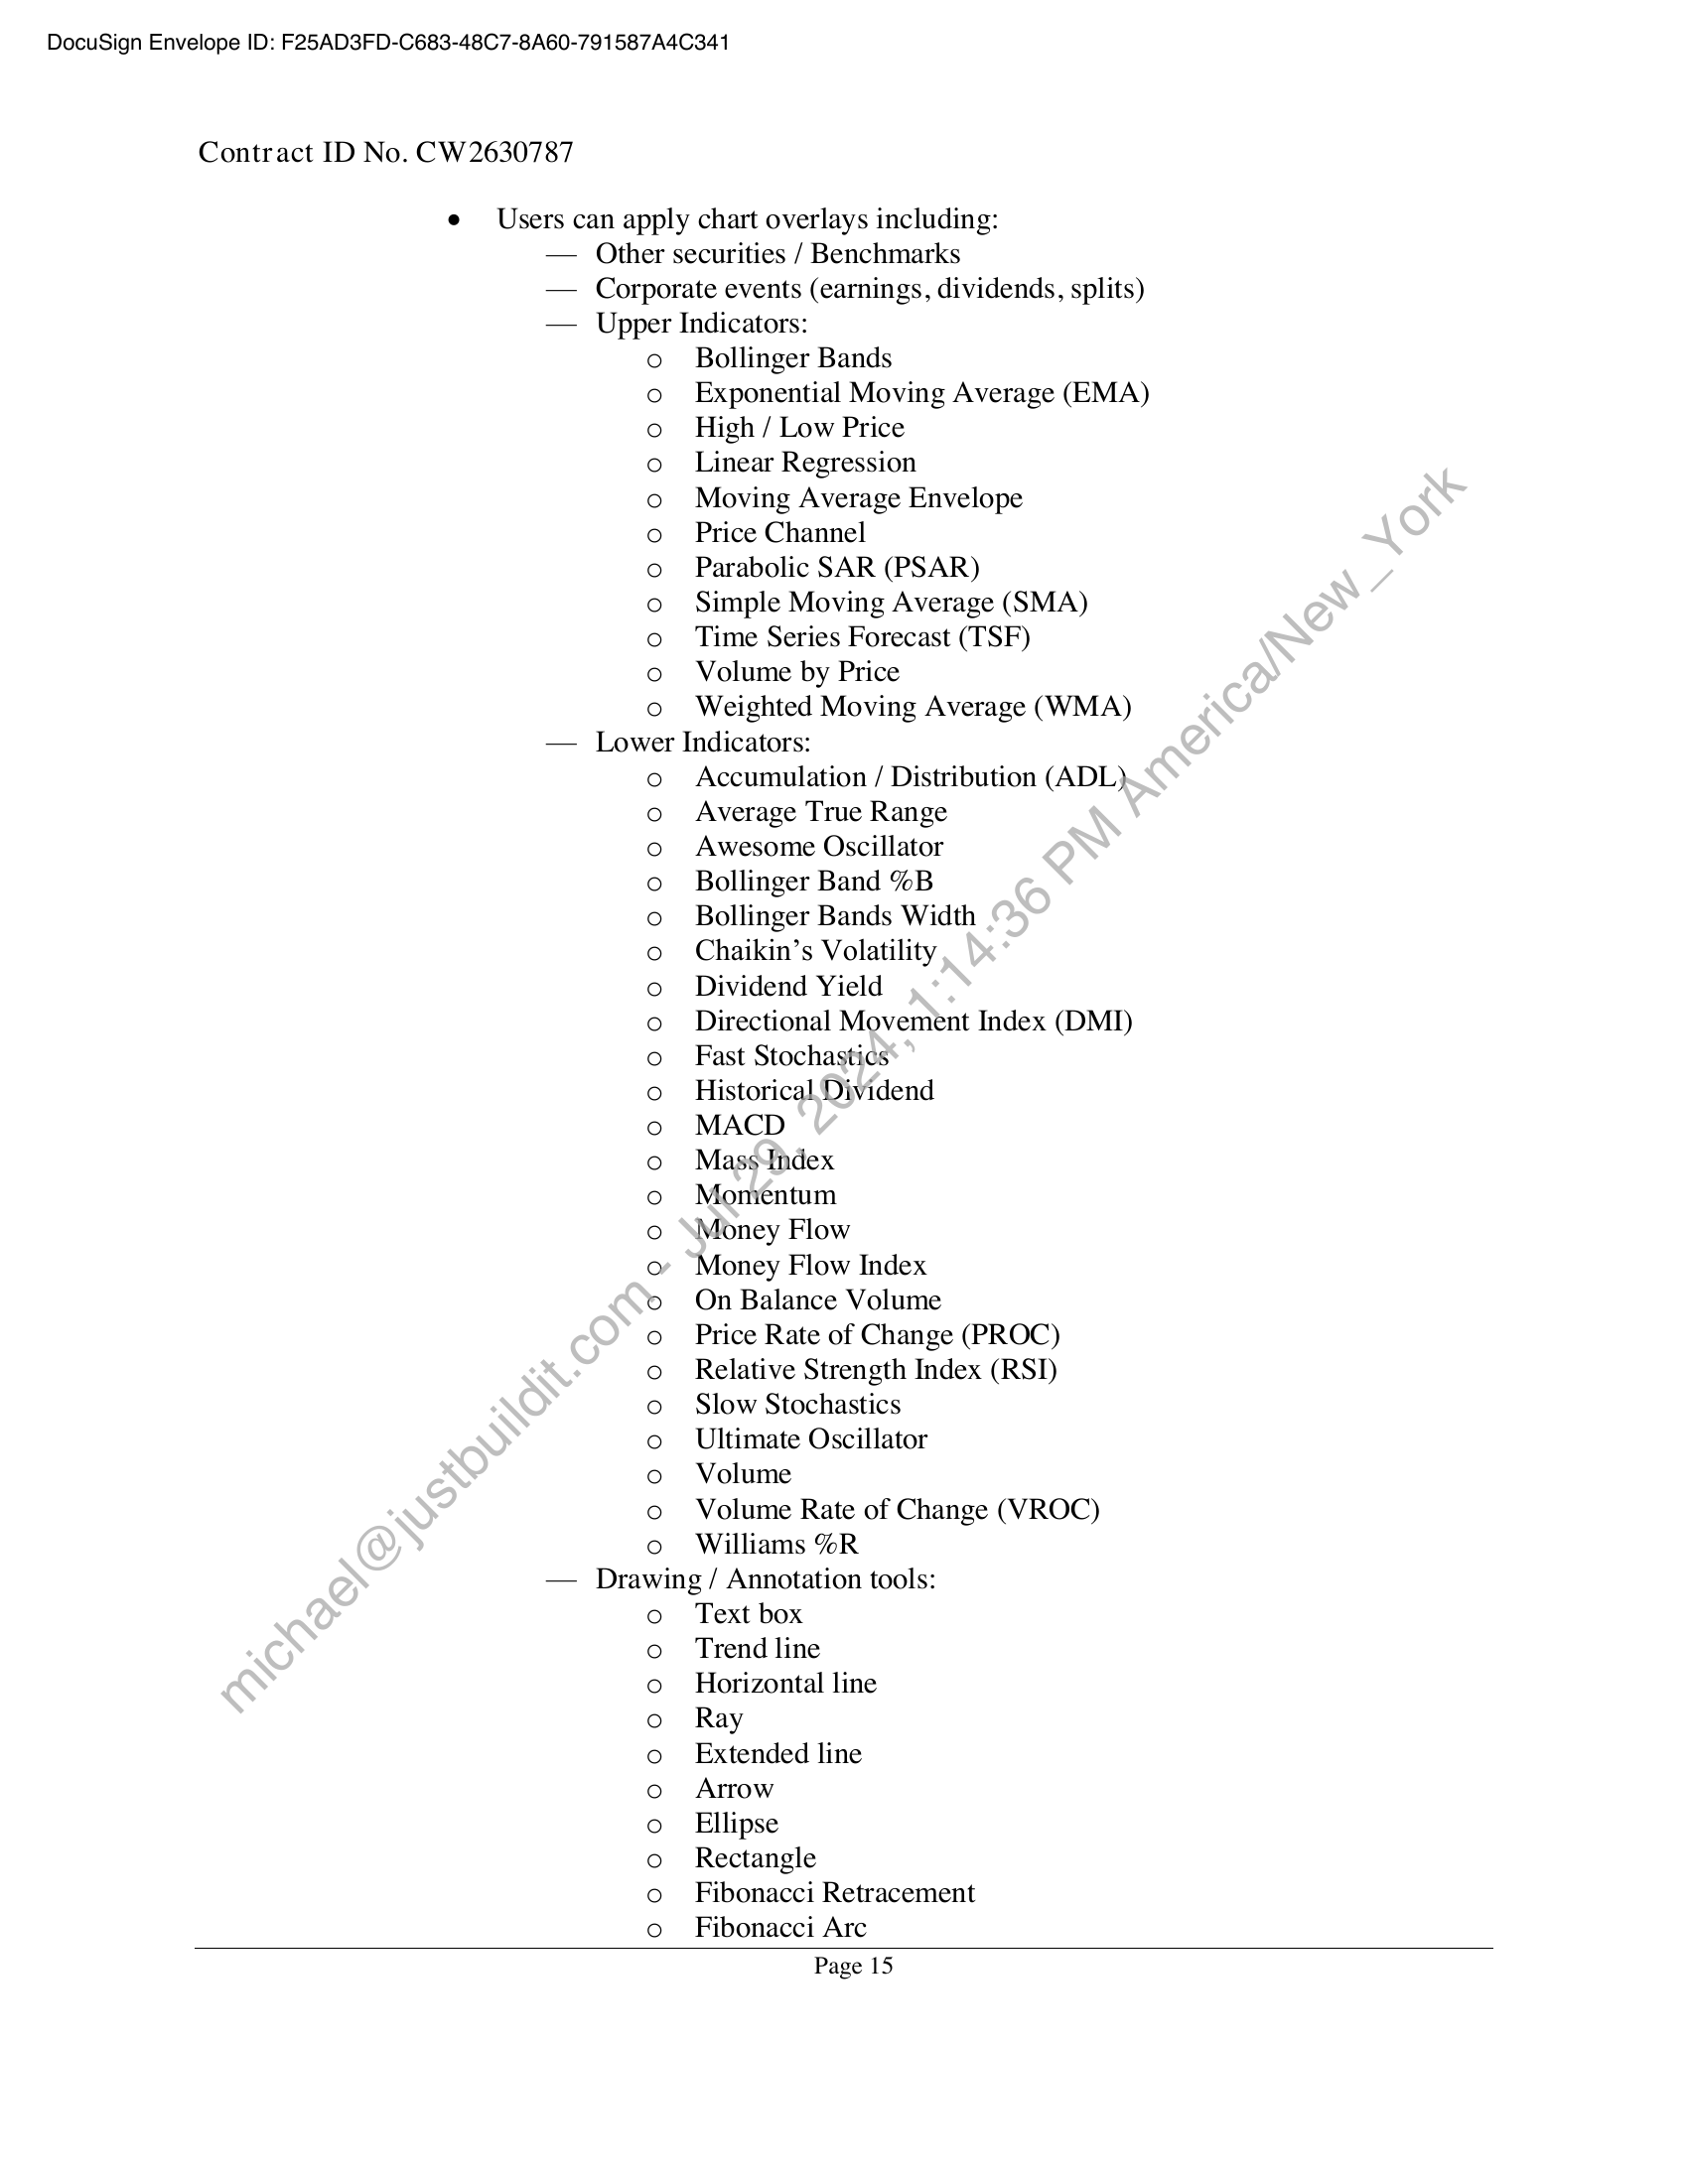 DocuSign Envelope ID: F25AD3FD-C683-48C7-8A60-791587A4C341
Contract ID No. CW2630787
• Users can apply chart overlays including:
— Other securities / Benchmarks
— Corporate events (earnings, dividends, splits)
— Upper Indicators:
o Bollinger Bands
o Exponential Moving Average (EMA)
o High / Low Price
o Linear Regression
o Moving Average Envelope
o Price Channel
o Parabolic SAR (PSAR)
o Simple Moving Average (SMA)
o Time Series Forecast (TSF)
o Volume by Price
o Weighted Moving Average (WMA)
— Lower Indicators:
o Accumulation / Distribution (ADL)
o Average True Range
o Awesome Oscillator
o Bollinger Band %B
o Bollinger Bands Width
o Chaikin’s Volatility
o Dividend Yield
o Directional Movement Index (DMI)
o Fast Stochastics
o Historical Dividend
o MACD
o Mass Index
o Momentum
o Money Flow
o Money Flow Index
o On Balance Volume
o Price Rate of Change (PROC)
o Relative Strength Index (RSI)
o Slow Stochastics
o Ultimate Oscillator
o Volume
o Volume Rate of Change (VROC)
o Williams %R
— Drawing / Annotation tools:
o Text box
o Trend line
o Horizontal line
o Ray
o Extended line
o Arrow
o Ellipse
o Rectangle
o Fibonacci Retracement
o Fibonacci Arc
Page 15
michael@justbuildit.com - Jul 29, 2024, 1:14:36 PM America/New_York